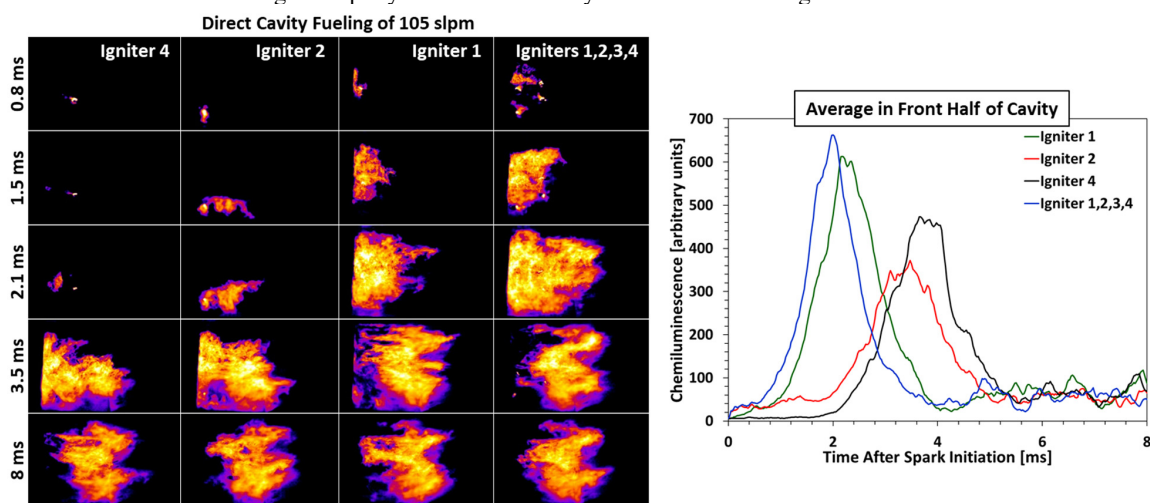 Direct Cavity Fueling of 105 slpm
Igniter 4
Igniter 2
Igniter 1
Igniters 1,2,3,4
0.8 ms
1.5 ms
2.1 ms
3.5 ms
8 ms
Average in Front Half of Cavity
Igniter 1
Igniter 2
Igniter 4
Igniter 1,2,3,4
Chemiluminescence [arbitrary units]
700
600
500
400
300
200
100
0
0
2
4
6
8
Time After Spark Initiation [ms]